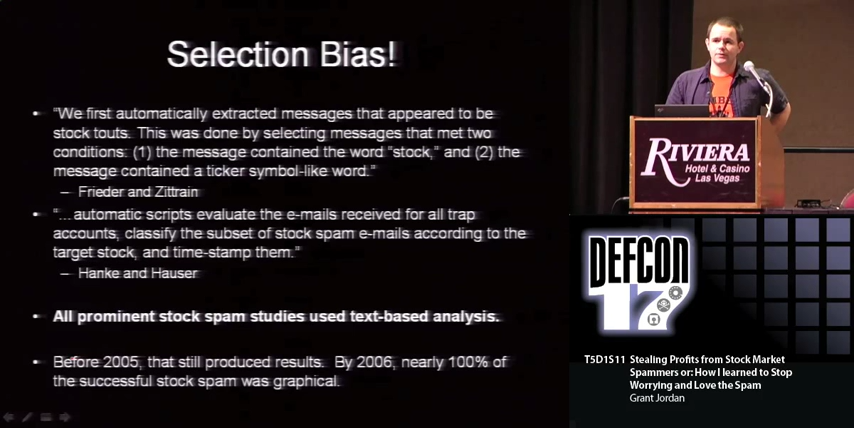 Selection Bias!
• "We first automatically extracted messages that appeared to be
stock touts. This was done by selecting messages that met two
conditions: (1) the message contained the word "stock," and (2) the
message contained a ticker symbol-like word."
– Frieder and Zittrain
• "... automatic scripts evaluate the e-mails received for all trap
accounts, classify the subset of stock spam e-mails according to the
target stock, and time-stamp them."
– Hanke and Hauser
• All prominent stock spam studies used text-based analysis.
• Before 2005, that still produced results. By 2006, nearly 100% of
the successful stock spam was graphical.
RIVIERA
Hotel & Casino
Las Vegas
DEFCON
17
T5D1S11 Stealing Profits from Stock Market
Spammers or: How I learned to Stop
Worrying and Love the Spam
Grant Jordan